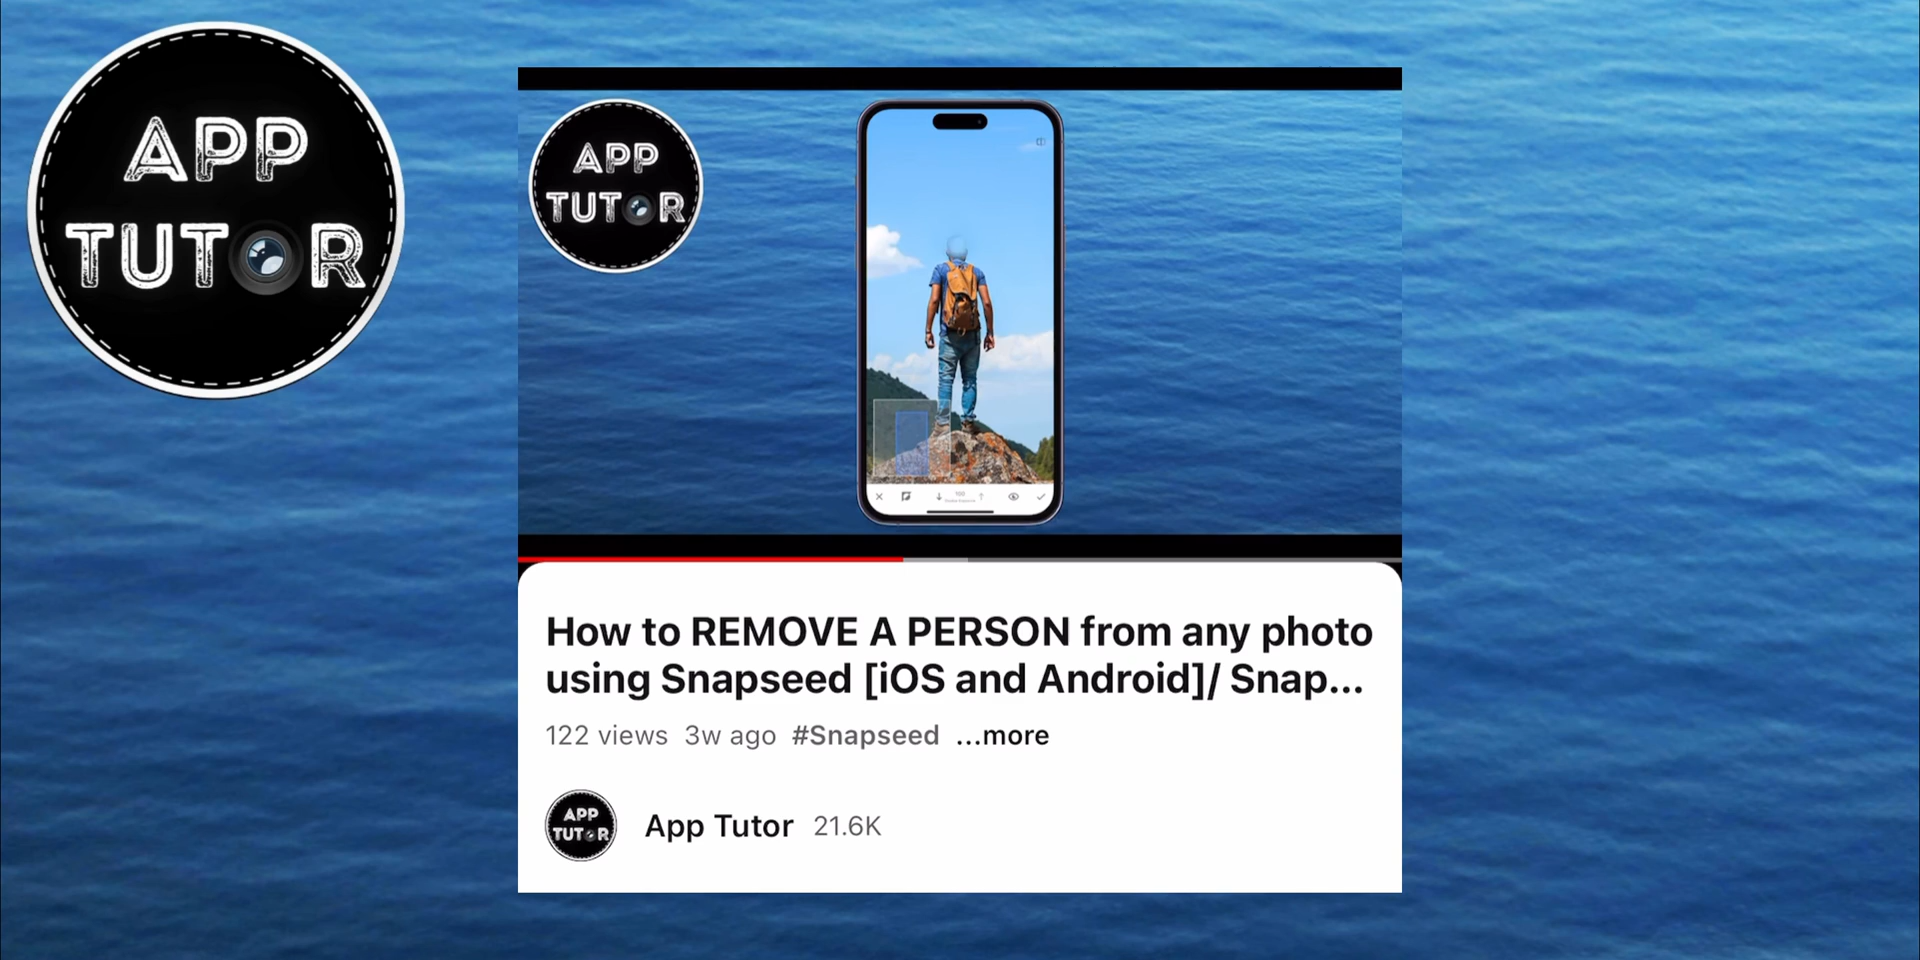 APP
TUTOR
APP
TUTOR
100
How to REMOVE A PERSON from any photo
using Snapseed [iOS and Android]/ Snap...
122 views 3w ago #Snapseed ...more
APP
TUTOR
App Tutor 21.6K